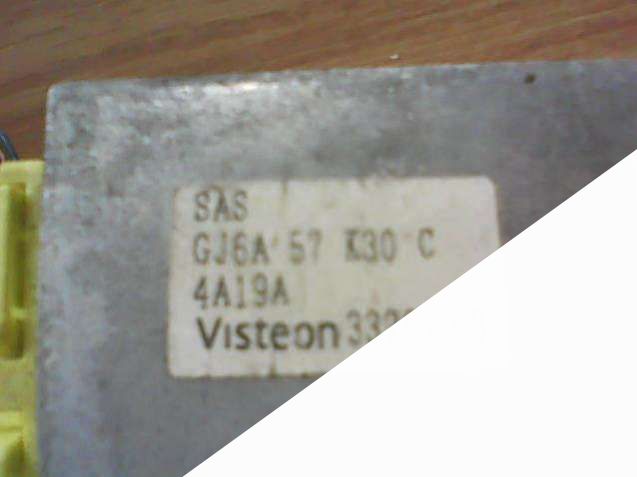 SAS
GJ6A 57 K30 C
4A19A
Visteon